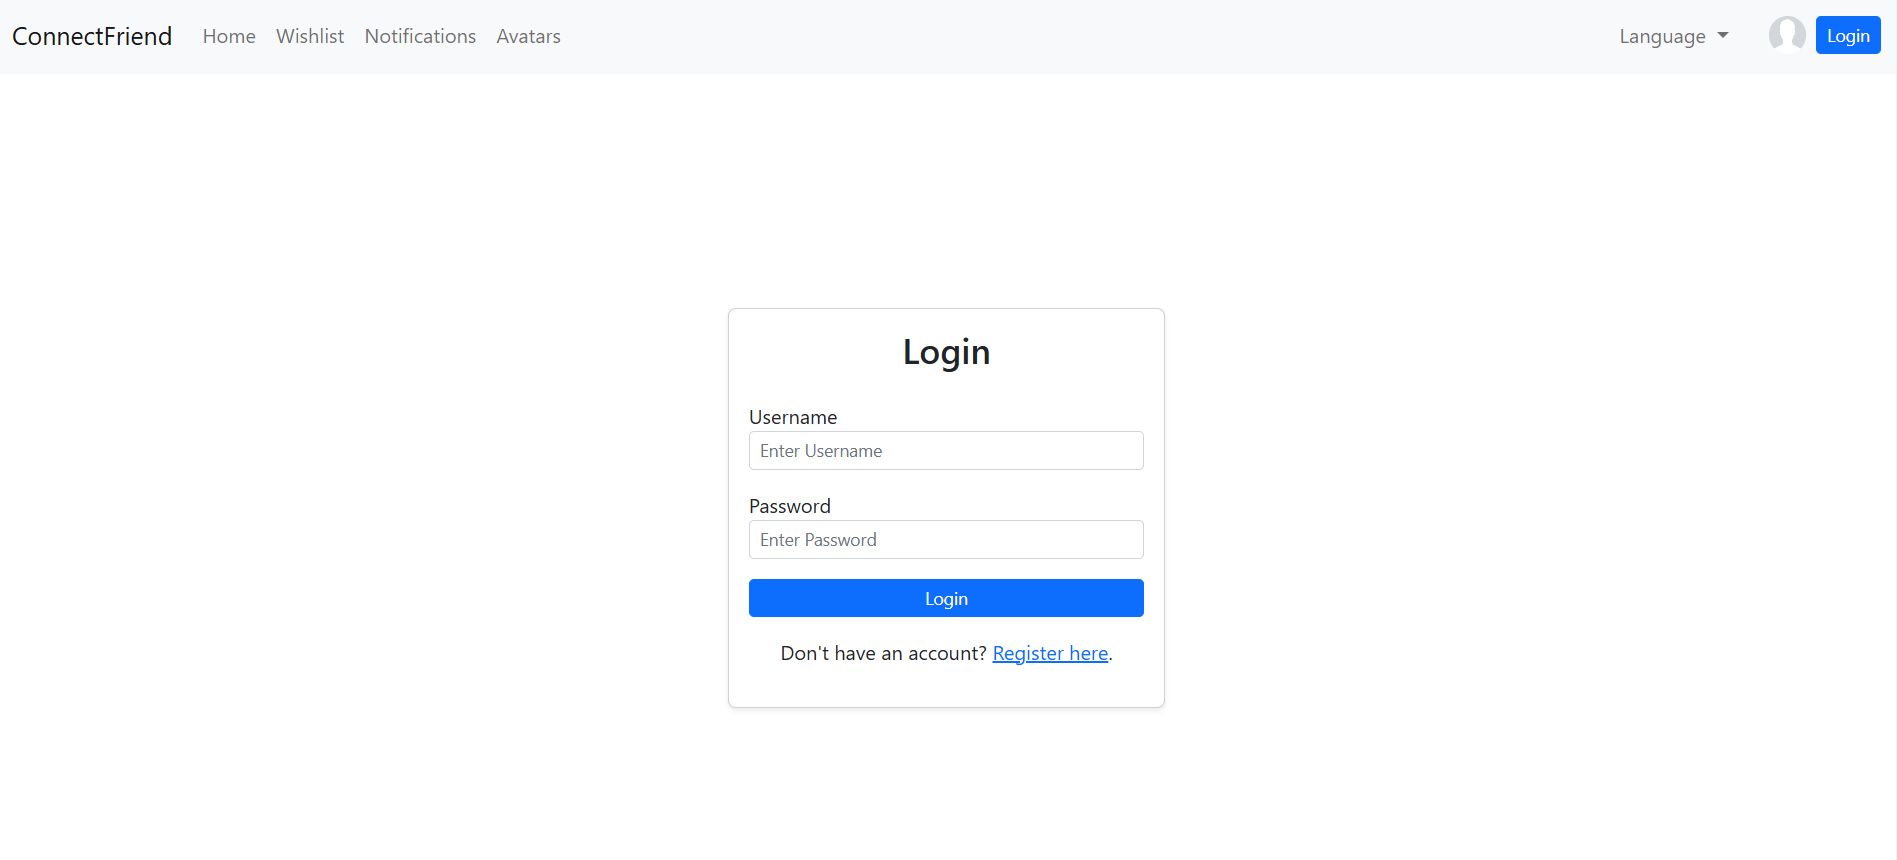 ConnectFriend Home Wishlist Notifications Avatars Language Login
Login
Username
Enter Username
Password
Enter Password
Login
Don't have an account? Register here.